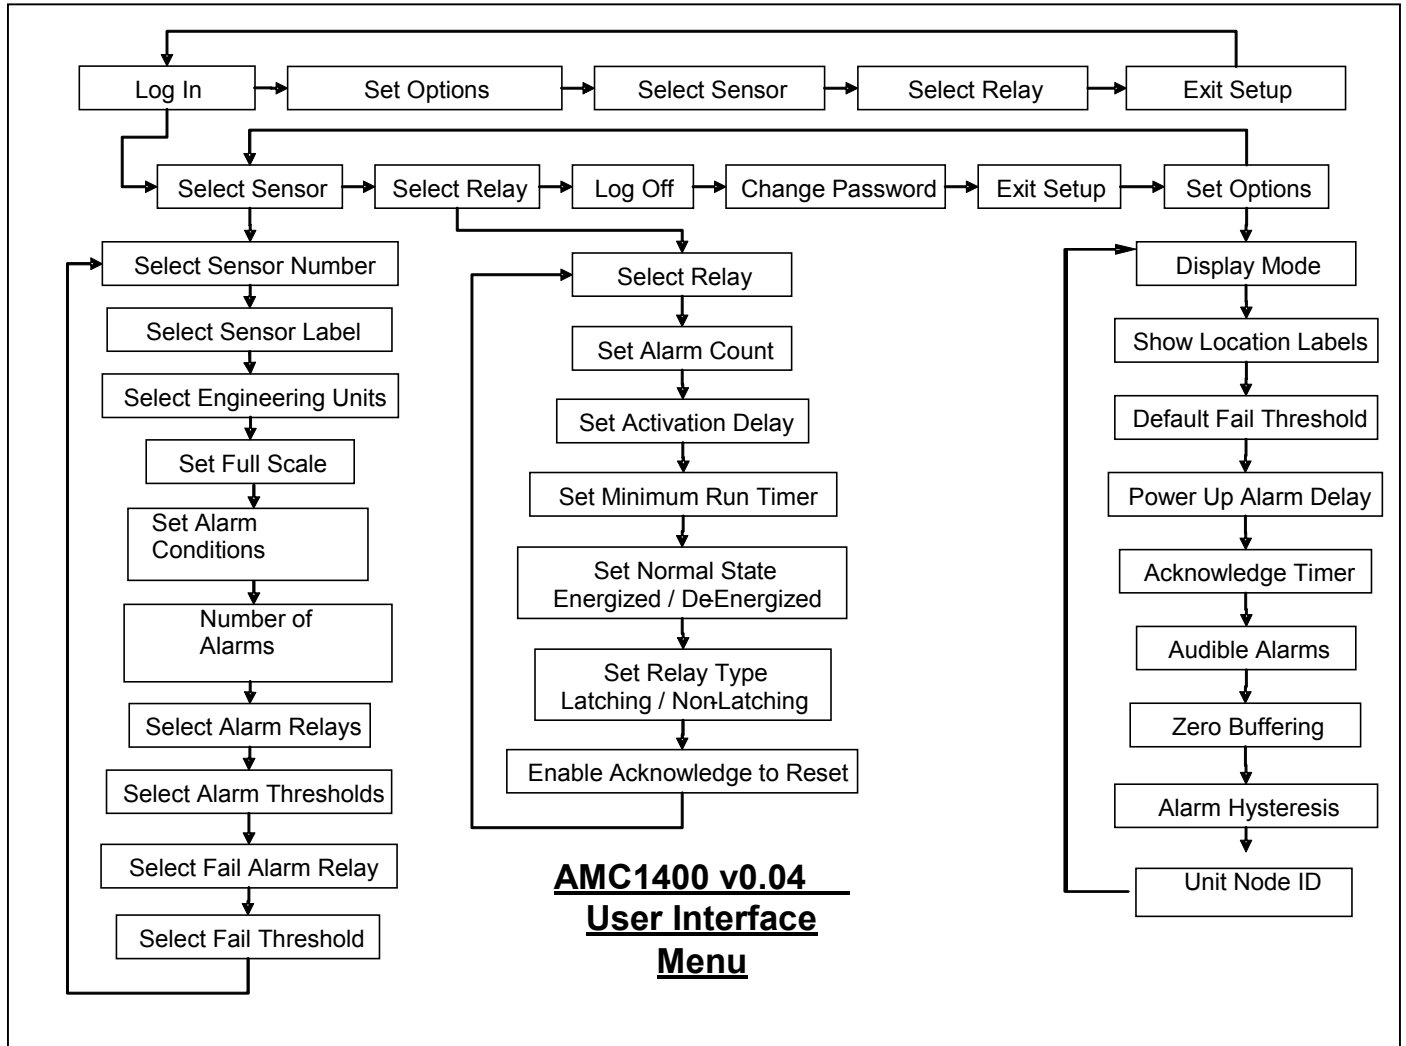 Log In
Set Options
Select Sensor
Select Relay
Exit Setup
Select Sensor
Select Relay
Log Off
Change Password
Exit Setup
Set Options
Select Sensor Number
Select Sensor Label
Select Engineering Units
Set Full Scale
Set Alarm
Conditions
Number of
Alarms
Select Alarm Relays
Select Alarm Thresholds
Select Fail Alarm Relay
Select Fail Threshold
Select Relay
Set Alarm Count
Set Activation Delay
Set Minimum Run Timer
Set Normal State
Energized / De-Energized
Set Relay Type
Latching / Non-Latching
Enable Acknowledge to Reset
Display Mode
Show Location Labels
Default Fail Threshold
Power Up Alarm Delay
Acknowledge Timer
Audible Alarms
Zero Buffering
Alarm Hysteresis
Unit Node ID
AMC1400 v0.04
User Interface
Menu